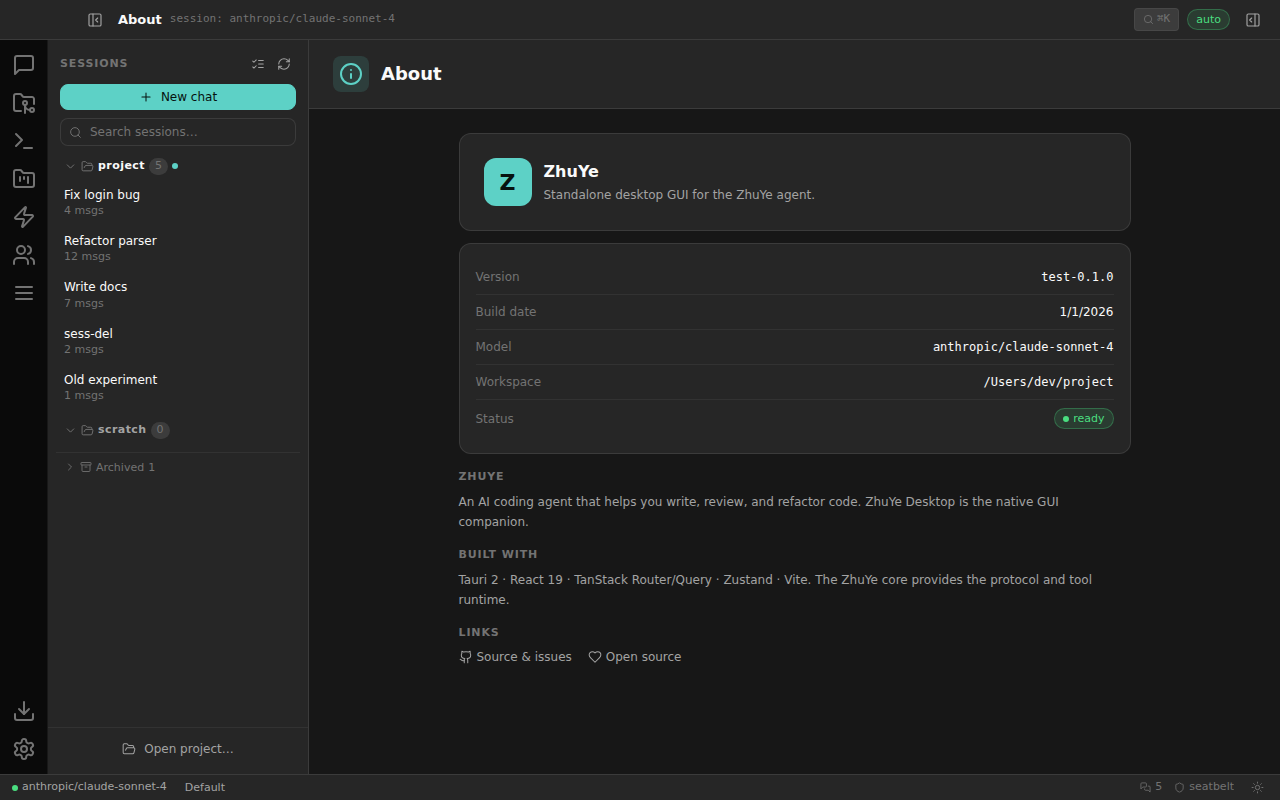 About session: anthropic/claude-sonnet-4
⌘K
auto
SESSIONS
New chat
Search sessions…
project 5
Fix login bug
4 msgs
Refactor parser
12 msgs
Write docs
7 msgs
sess-del
2 msgs
Old experiment
1 msgs
scratch 0
Archived 1
Open project…
About
Z
ZhuYe
Standalone desktop GUI for the ZhuYe agent.
Version test-0.1.0
Build date 1/1/2026
Model anthropic/claude-sonnet-4
Workspace /Users/dev/project
Status ready
ZHUYE
An AI coding agent that helps you write, review, and refactor code. ZhuYe Desktop is the native GUI
companion.
BUILT WITH
Tauri 2 · React 19 · TanStack Router/Query · Zustand · Vite. The ZhuYe core provides the protocol and tool
runtime.
LINKS
Source & issues Open source
anthropic/claude-sonnet-4 Default
5 seatbelt